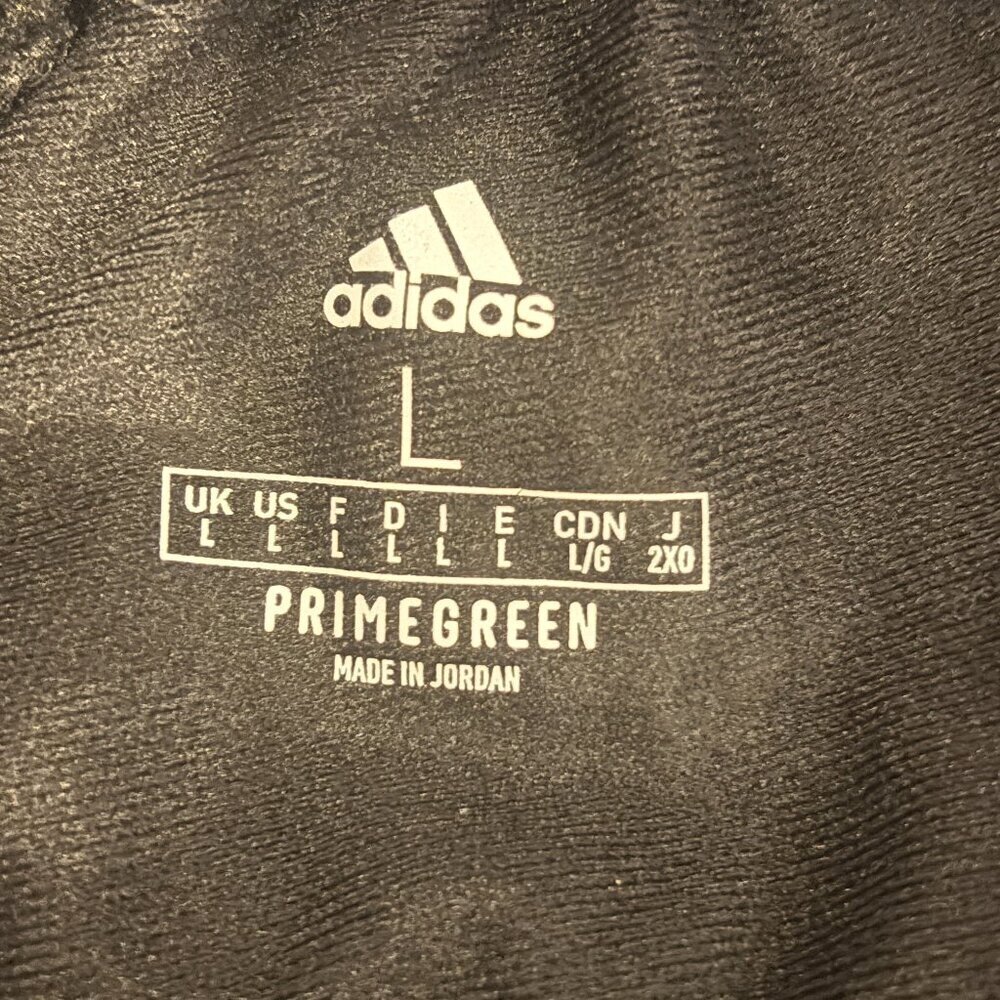 adidas
L
UK US F D I E CDN J
L L L L L L L/G 2XO
PRIMEGREEN
MADE IN JORDAN